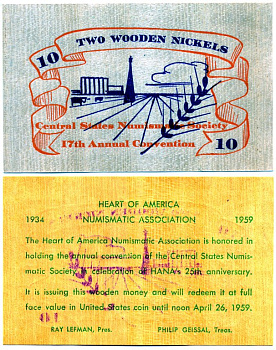 10
TWO WOODEN NICKELS
Central States Numismatic Society
17th Annual Convention
10
HEART OF AMERICA
1934 NUMISMATIC ASSOCIATION 1959
The Heart of America Numismatic Association is honored in
holding the annual convention of the Central States Numis-
matic Society in celebration of HANA's 25th anniversary.
It is issuing this wooden money and will redeem it at full
face value in United States coin until noon April 26, 1959.
RAY LEFMAN, Pres. PHILIP GEISSAL, Treas.